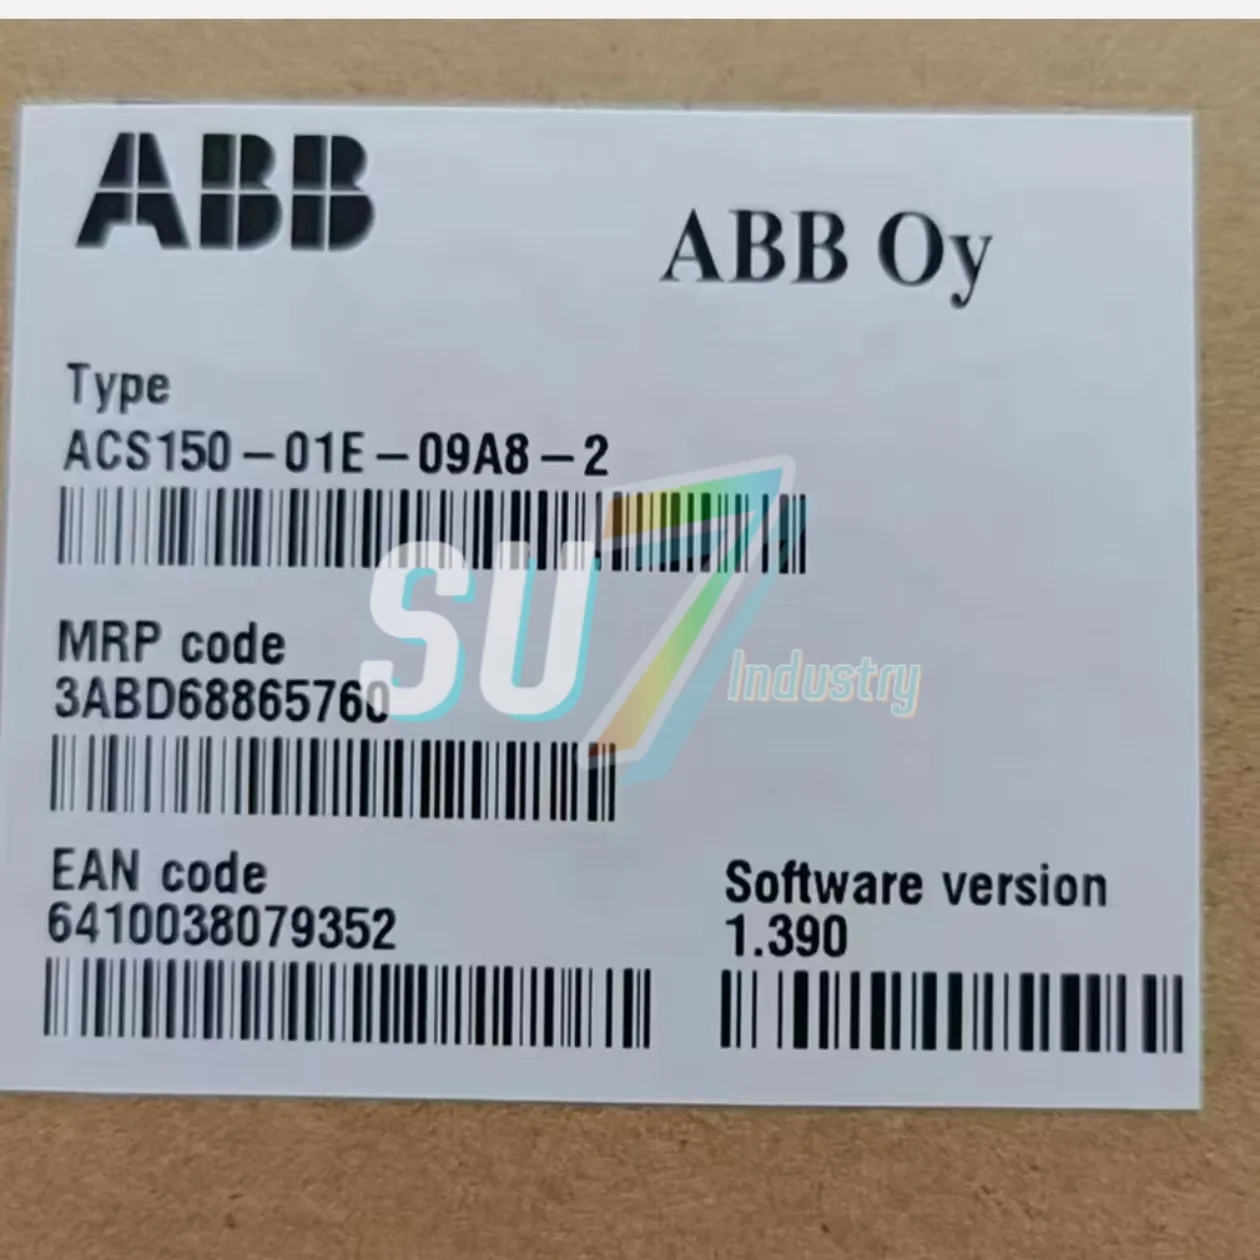 ABB
ABB Oy
Type
ACS150-01E-09A8-2
MRP code
3ABD68865760
SU7
Industry
EAN code
6410038079352
Software version
1.390